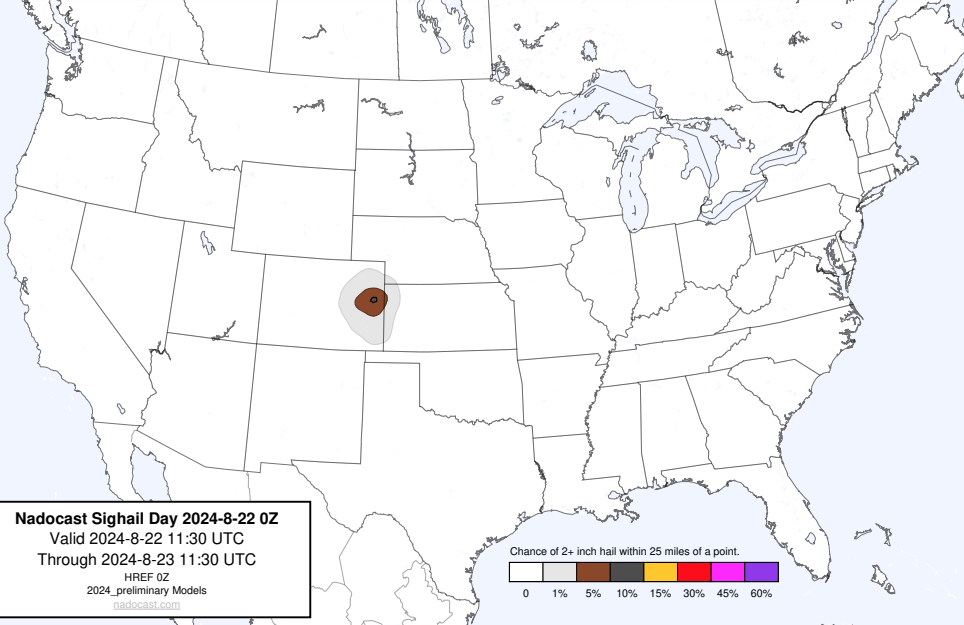 Nadocast Sighail Day 2024-8-22 0Z
Valid 2024-8-22 11:30 UTC
Through 2024-8-23 11:30 UTC
HREF 0Z
2024_preliminary Models
nadocast.com
Chance of 2+ inch hail within 25 miles of a point.
0 1% 5% 10% 15% 30% 45% 60%